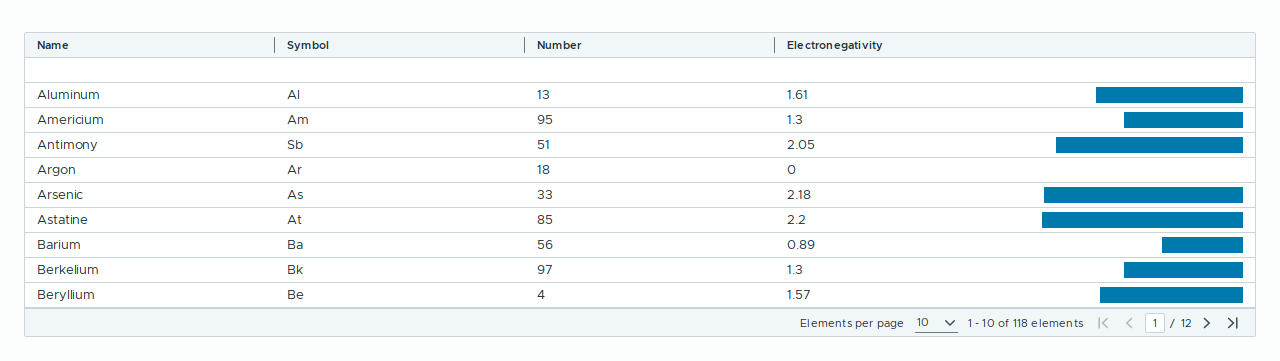 Name Symbol Number Electronegativity
Aluminum Al 13 1.61
Americium Am 95 1.3
Antimony Sb 51 2.05
Argon Ar 18 0
Arsenic As 33 2.18
Astatine At 85 2.2
Barium Ba 56 0.89
Berkelium Bk 97 1.3
Beryllium Be 4 1.57
Elements per page 10 1 - 10 of 118 elements 1 / 12